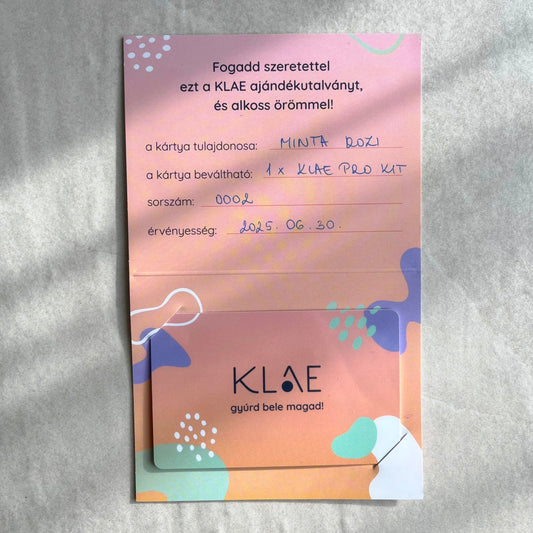 Fogadd szeretettel
ezt a KLAE ajándékutalványt,
és alkoss örömmel!
a kártya tulajdonosa: MINTA ROZI
a kártya beváltható: 1 x KLAE PRO KIT
sorszám: 0002
érvényesség: 2025. 06. 30.
KLAE
gyúrd bele magad!